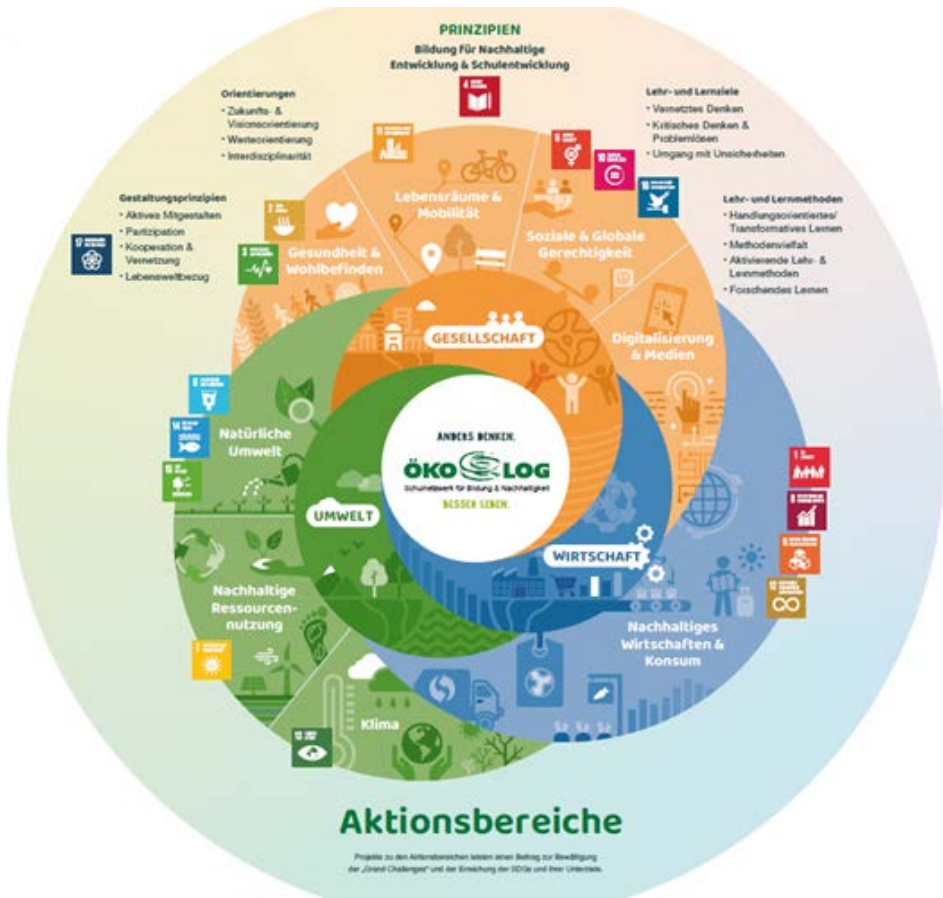 PRINZIPIEN
Bildung für Nachhaltige
Entwicklung & Schulentwicklung
Orientierungen
• Zukunfts- &
Visionsorientierung
• Werteorientierung
• Interdisziplinarität
Lehr- und Lernziele
• Vernetztes Denken
• Kritisches Denken &
Problemlösen
• Umgang mit Unsicherheiten
Gestaltungsprinzipien
• Aktives Mitgestalten
• Partizipation
• Kooperation &
Vernetzung
• Lebensweltbezug
Lehr- und Lernmethoden
• Handlungsorientiertes/
Transformatives Lernen
• Methodenvielfalt
• Aktivierende Lehr- &
Lernmethoden
• Forschendes Lernen
Lebensräume &
Mobilität
Gesundheit &
Wohlbefinden
Soziale & Globale
Gerechtigkeit
Digitalisierung
& Medien
GESELLSCHAFT
Natürliche
Umwelt
ANDERS DENKEN.
ÖKOLOG
Schulnetzwerk für Bildung & Nachhaltigkeit
BESSER LEBEN.
UMWELT
WIRTSCHAFT
Nachhaltige
Ressourcen-
nutzung
Nachhaltiges
Wirtschaften &
Konsum
Klima
Aktionsbereiche
Projekte zu den Aktionsbereichen leisten einen Beitrag zur Bewältigung
der „Grand Challenges“ und der Erreichung der SDGs und ihrer Unterziele.